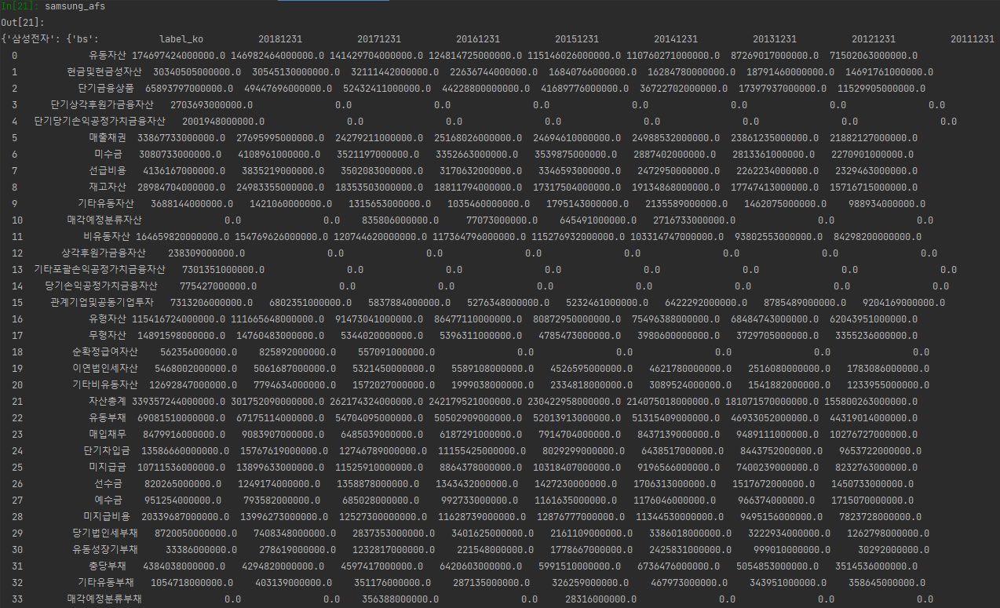 In[21]: samsung_afs
Out[21]:
{'삼성전자': {'bs': label_ko 20181231 20171231 20161231 20151231 20141231 20131231 20121231 20111231
0 유동자산 174697424000000.0 146982464000000.0 141429704000000.0 124814725000000.0 115146026000000.0 110760271000000.0 87269017000000.0 71502063000000.0
1 현금및현금성자산 30340505000000.0 30545130000000.0 32111442000000.0 22636744000000.0 16840766000000.0 16284780000000.0 18791460000000.0 14691761000000.0
2 단기금융상품 65893797000000.0 49447696000000.0 52432411000000.0 44228800000000.0 41689776000000.0 36722702000000.0 17397937000000.0 11529905000000.0
3 단기상각후원가금융자산 2703693000000.0 0.0 0.0 0.0 0.0 0.0 0.0 0.0
4 단기당기손익공정가치금융자산 2001948000000.0 0.0 0.0 0.0 0.0 0.0 0.0 0.0
5 매출채권 33867733000000.0 27695995000000.0 24279211000000.0 25168026000000.0 24694610000000.0 24988532000000.0 23861235000000.0 21882127000000.0
6 미수금 3080733000000.0 4108961000000.0 3521197000000.0 3352663000000.0 3539875000000.0 2887402000000.0 2813361000000.0 2270901000000.0
7 선급비용 4136167000000.0 3835219000000.0 3502083000000.0 3170632000000.0 3346593000000.0 2472950000000.0 2262234000000.0 2329463000000.0
8 재고자산 28984704000000.0 24983355000000.0 18353503000000.0 18811794000000.0 17317504000000.0 19134868000000.0 17747413000000.0 15716715000000.0
9 기타유동자산 3688144000000.0 1421060000000.0 1315653000000.0 1035460000000.0 1795143000000.0 2135589000000.0 1462075000000.0 988934000000.0
10 매각예정분류자산 0.0 0.0 835806000000.0 77073000000.0 645491000000.0 2716733000000.0 0.0 0.0
11 비유동자산 164659820000000.0 154769626000000.0 120744620000000.0 117364796000000.0 115276932000000.0 103314747000000.0 93802553000000.0 84298200000000.0
12 상각후원가금융자산 238309000000.0 0.0 0.0 0.0 0.0 0.0 0.0 0.0
13 기타포괄손익공정가치금융자산 7301351000000.0 0.0 0.0 0.0 0.0 0.0 0.0 0.0
14 당기손익공정가치금융자산 775427000000.0 0.0 0.0 0.0 0.0 0.0 0.0 0.0
15 관계기업및공동기업투자 7313206000000.0 6802351000000.0 5837884000000.0 5276348000000.0 5232461000000.0 6422292000000.0 8785489000000.0 9204169000000.0
16 유형자산 115416724000000.0 111665648000000.0 91473041000000.0 86477110000000.0 80872950000000.0 75496388000000.0 68484743000000.0 62043951000000.0
17 무형자산 14891598000000.0 14760483000000.0 5344020000000.0 5396311000000.0 4785473000000.0 3980600000000.0 3729705000000.0 3355236000000.0
18 순확정급여자산 562356000000.0 825892000000.0 557091000000.0 0.0 0.0 0.0 0.0 0.0
19 이연법인세자산 5468002000000.0 5061687000000.0 5321450000000.0 5589108000000.0 4526595000000.0 4621780000000.0 2516080000000.0 1783086000000.0
20 기타비유동자산 12692847000000.0 7794634000000.0 1572027000000.0 1999038000000.0 2334818000000.0 3089524000000.0 1541882000000.0 1233955000000.0
21 자산총계 339357244000000.0 301752090000000.0 262174324000000.0 242179521000000.0 230422958000000.0 214075018000000.0 181071570000000.0 155800263000000.0
22 유동부채 69081510000000.0 67175114000000.0 54704095000000.0 50502909000000.0 52013913000000.0 51315409000000.0 46933052000000.0 44319014000000.0
23 매입채무 8479916000000.0 9083907000000.0 6485039000000.0 6187291000000.0 7914704000000.0 8437139000000.0 9489111000000.0 10276727000000.0
24 단기차입금 13586660000000.0 15767619000000.0 12746789000000.0 11155425000000.0 8029299000000.0 6438517000000.0 8443752000000.0 9653722000000.0
25 미지급금 10711536000000.0 13899633000000.0 11525910000000.0 8864378000000.0 10318407000000.0 9196566000000.0 7400239000000.0 8232763000000.0
26 선수금 820265000000.0 1249174000000.0 1358878000000.0 1343432000000.0 1427230000000.0 1706313000000.0 1517672000000.0 1450733000000.0
27 예수금 951254000000.0 793582000000.0 685028000000.0 992733000000.0 1161635000000.0 1176046000000.0 966374000000.0 1715070000000.0
28 미지급비용 20339687000000.0 13996273000000.0 12527300000000.0 11628739000000.0 12876777000000.0 11344530000000.0 9495156000000.0 7823728000000.0
29 당기법인세부채 8720050000000.0 7408348000000.0 2837353000000.0 3401625000000.0 2161109000000.0 3386018000000.0 3222934000000.0 1262798000000.0
30 유동성장기부채 33386000000.0 278619000000.0 1232817000000.0 221548000000.0 1778667000000.0 2425831000000.0 999010000000.0 30292000000.0
31 충당부채 4384038000000.0 4294820000000.0 4597417000000.0 6420603000000.0 5991510000000.0 6736476000000.0 5054853000000.0 3514536000000.0
32 기타유동부채 1054718000000.0 403139000000.0 351176000000.0 287135000000.0 326259000000.0 467973000000.0 343951000000.0 358645000000.0
33 매각예정분류부채 0.0 0.0 356388000000.0 0.0 28316000000.0 0.0 0.0 0.0